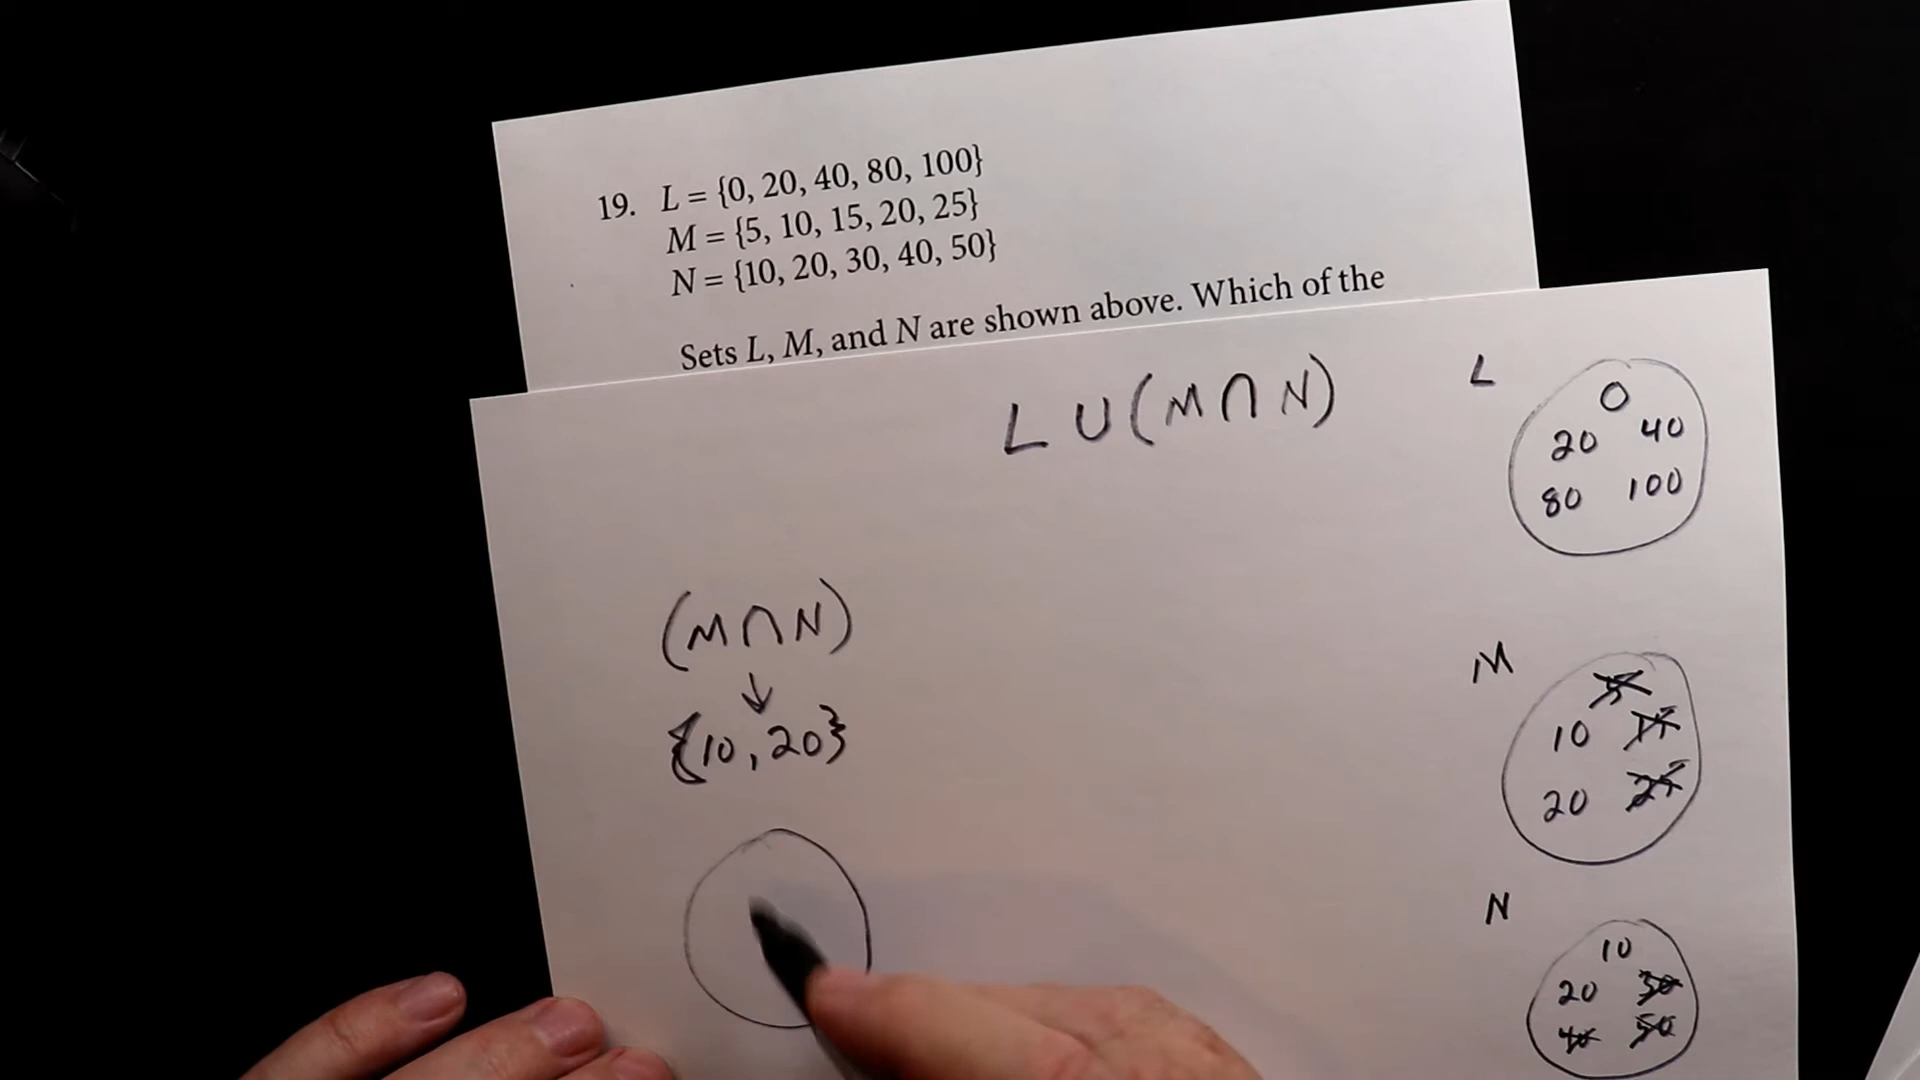 19. L = {0, 20, 40, 80, 100}
M = {5, 10, 15, 20, 25}
N = {10, 20, 30, 40, 50}
Sets L, M, and N are shown above. Which of the
L ∪ (M ∩ N)
(M ∩ N)
↓
{10, 20}
L
0
20 40
80 100
M
5
10 15
20 25
N
10
20 30
40 50